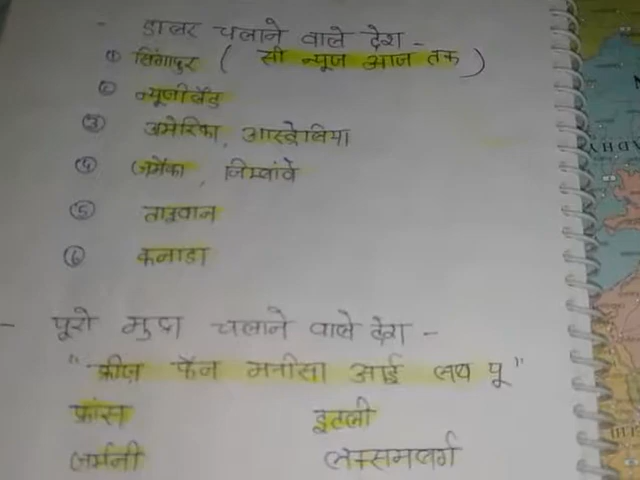 - डालर चलाने वाले देश -
① सिंगापुर ( सी न्यूज आज तक )
② न्यूजीलैंड
③ अमेरिका, आस्ट्रेलिया
④ जमैका, जिम्बांवे
⑤ ताइवान
⑥ कनाडा
- यूरो मुद्रा चलाने वाले देश -
"फ्रीज फैन मनीसा आई लव यू"
फ्रांस इटली
जर्मनी लक्समबर्ग